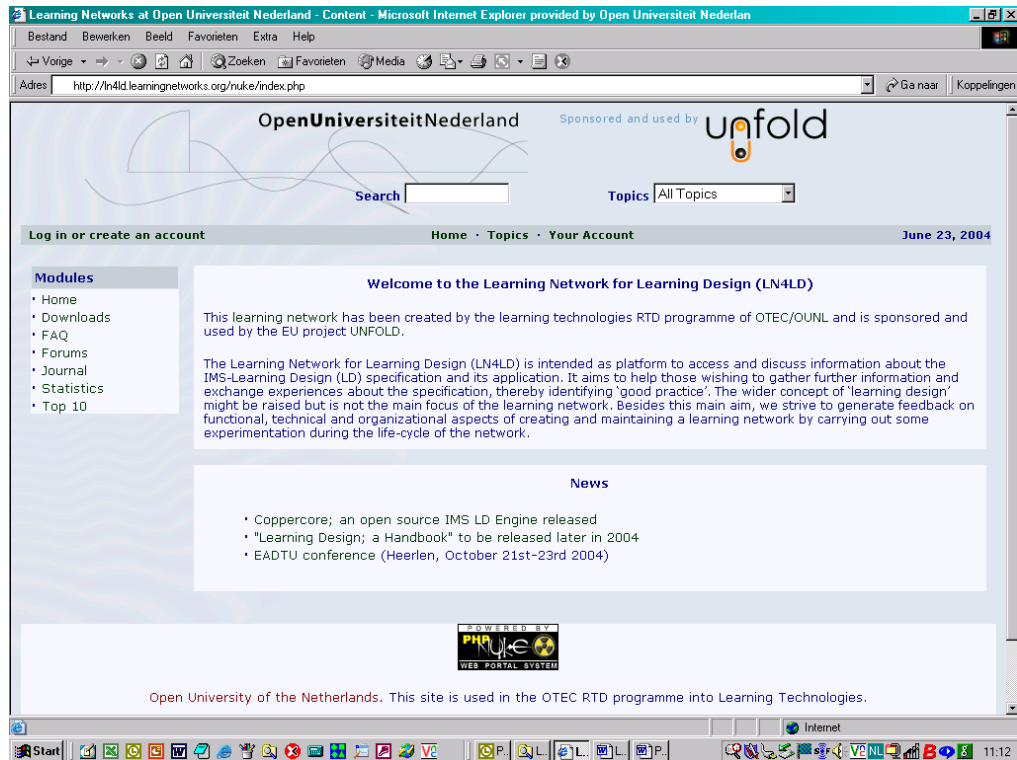 Learning Networks at Open Universiteit Nederland - Content - Microsoft Internet Explorer provided by Open Universiteit Nederlan
Bestand Bewerken Beeld Favorieten Extra Help
Vorige Zoeken Favorieten Media
Adres http://ln4ld.learningnetworks.org/nuke/index.php Ga naar Koppelingen
OpenUniversiteitNederland Sponsored and used by unfold
Search Topics All Topics
Log in or create an account Home · Topics · Your Account June 23, 2004
Modules
· Home
· Downloads
· FAQ
· Forums
· Journal
· Statistics
· Top 10
Welcome to the Learning Network for Learning Design (LN4LD)
This learning network has been created by the learning technologies RTD programme of OTEC/OUNL and is sponsored and
used by the EU project UNFOLD.
The Learning Network for Learning Design (LN4LD) is intended as platform to access and discuss information about the
IMS-Learning Design (LD) specification and its application. It aims to help those wishing to gather further information and
exchange experiences about the specification, thereby identifying ‘good practice’. The wider concept of ‘learning design’
might be raised but is not the main focus of the learning network. Besides this main aim, we strive to generate feedback on
functional, technical and organizational aspects of creating and maintaining a learning network by carrying out some
experimentation during the life-cycle of the network.
News
· Coppercore; an open source IMS LD Engine released
· "Learning Design; a Handbook" to be released later in 2004
· EADTU conference (Heerlen, October 21st-23rd 2004)
POWERED BY
PHP Nuke
WEB PORTAL SYSTEM
Open University of the Netherlands. This site is used in the OTEC RTD programme into Learning Technologies.
Internet
Start P.. L.. L.. L.. P.. NL 11:12